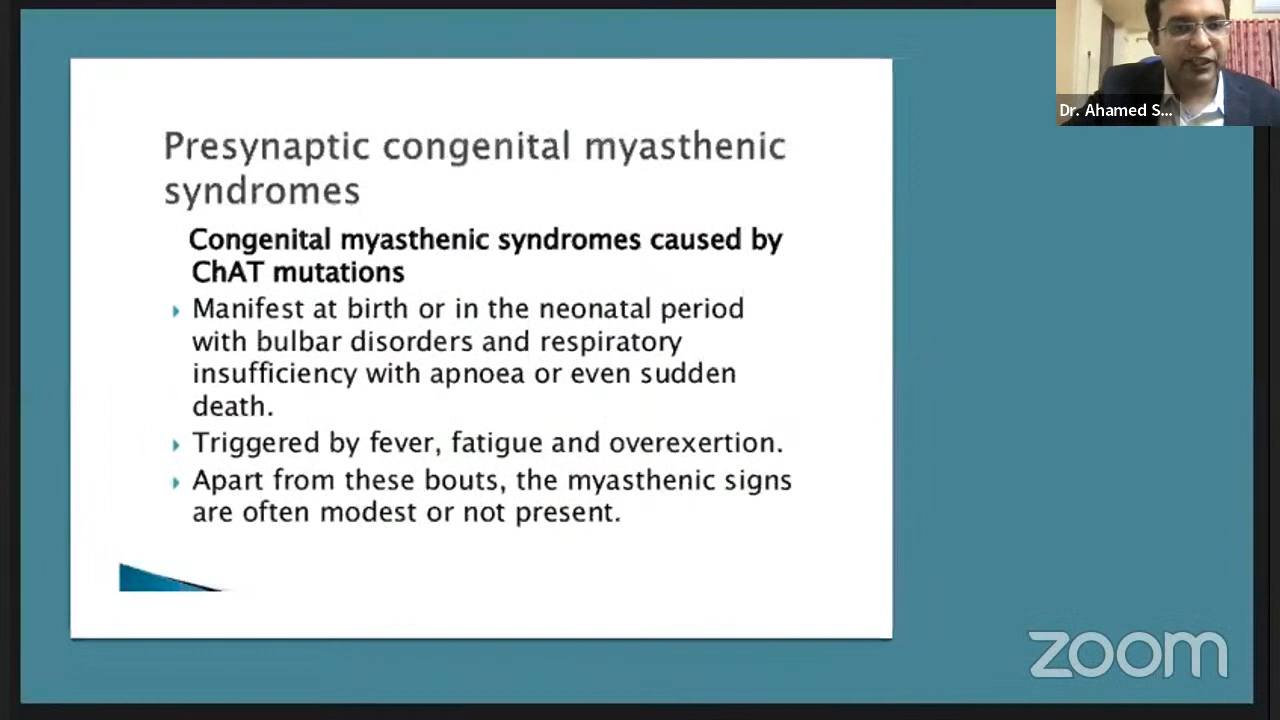 Dr. Ahamed S...
Presynaptic congenital myasthenic
syndromes
Congenital myasthenic syndromes caused by
ChAT mutations
Manifest at birth or in the neonatal period
with bulbar disorders and respiratory
insufficiency with apnoea or even sudden
death.
Triggered by fever, fatigue and overexertion.
Apart from these bouts, the myasthenic signs
are often modest or not present.
zoom